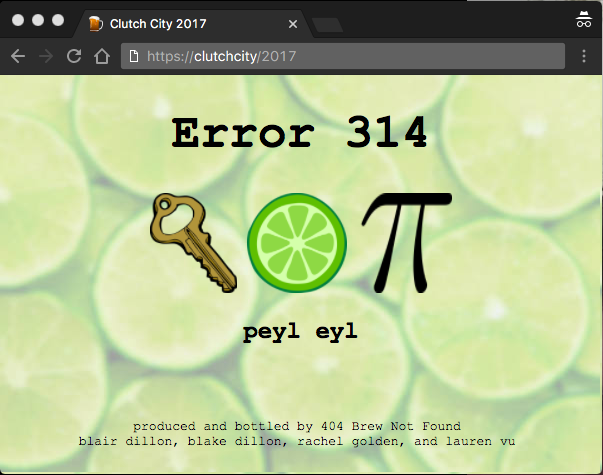 Clutch City 2017
https://clutchcity/2017
Error 314
π
peyl eyl
produced and bottled by 404 Brew Not Found
blair dillon, blake dillon, rachel golden, and lauren vu